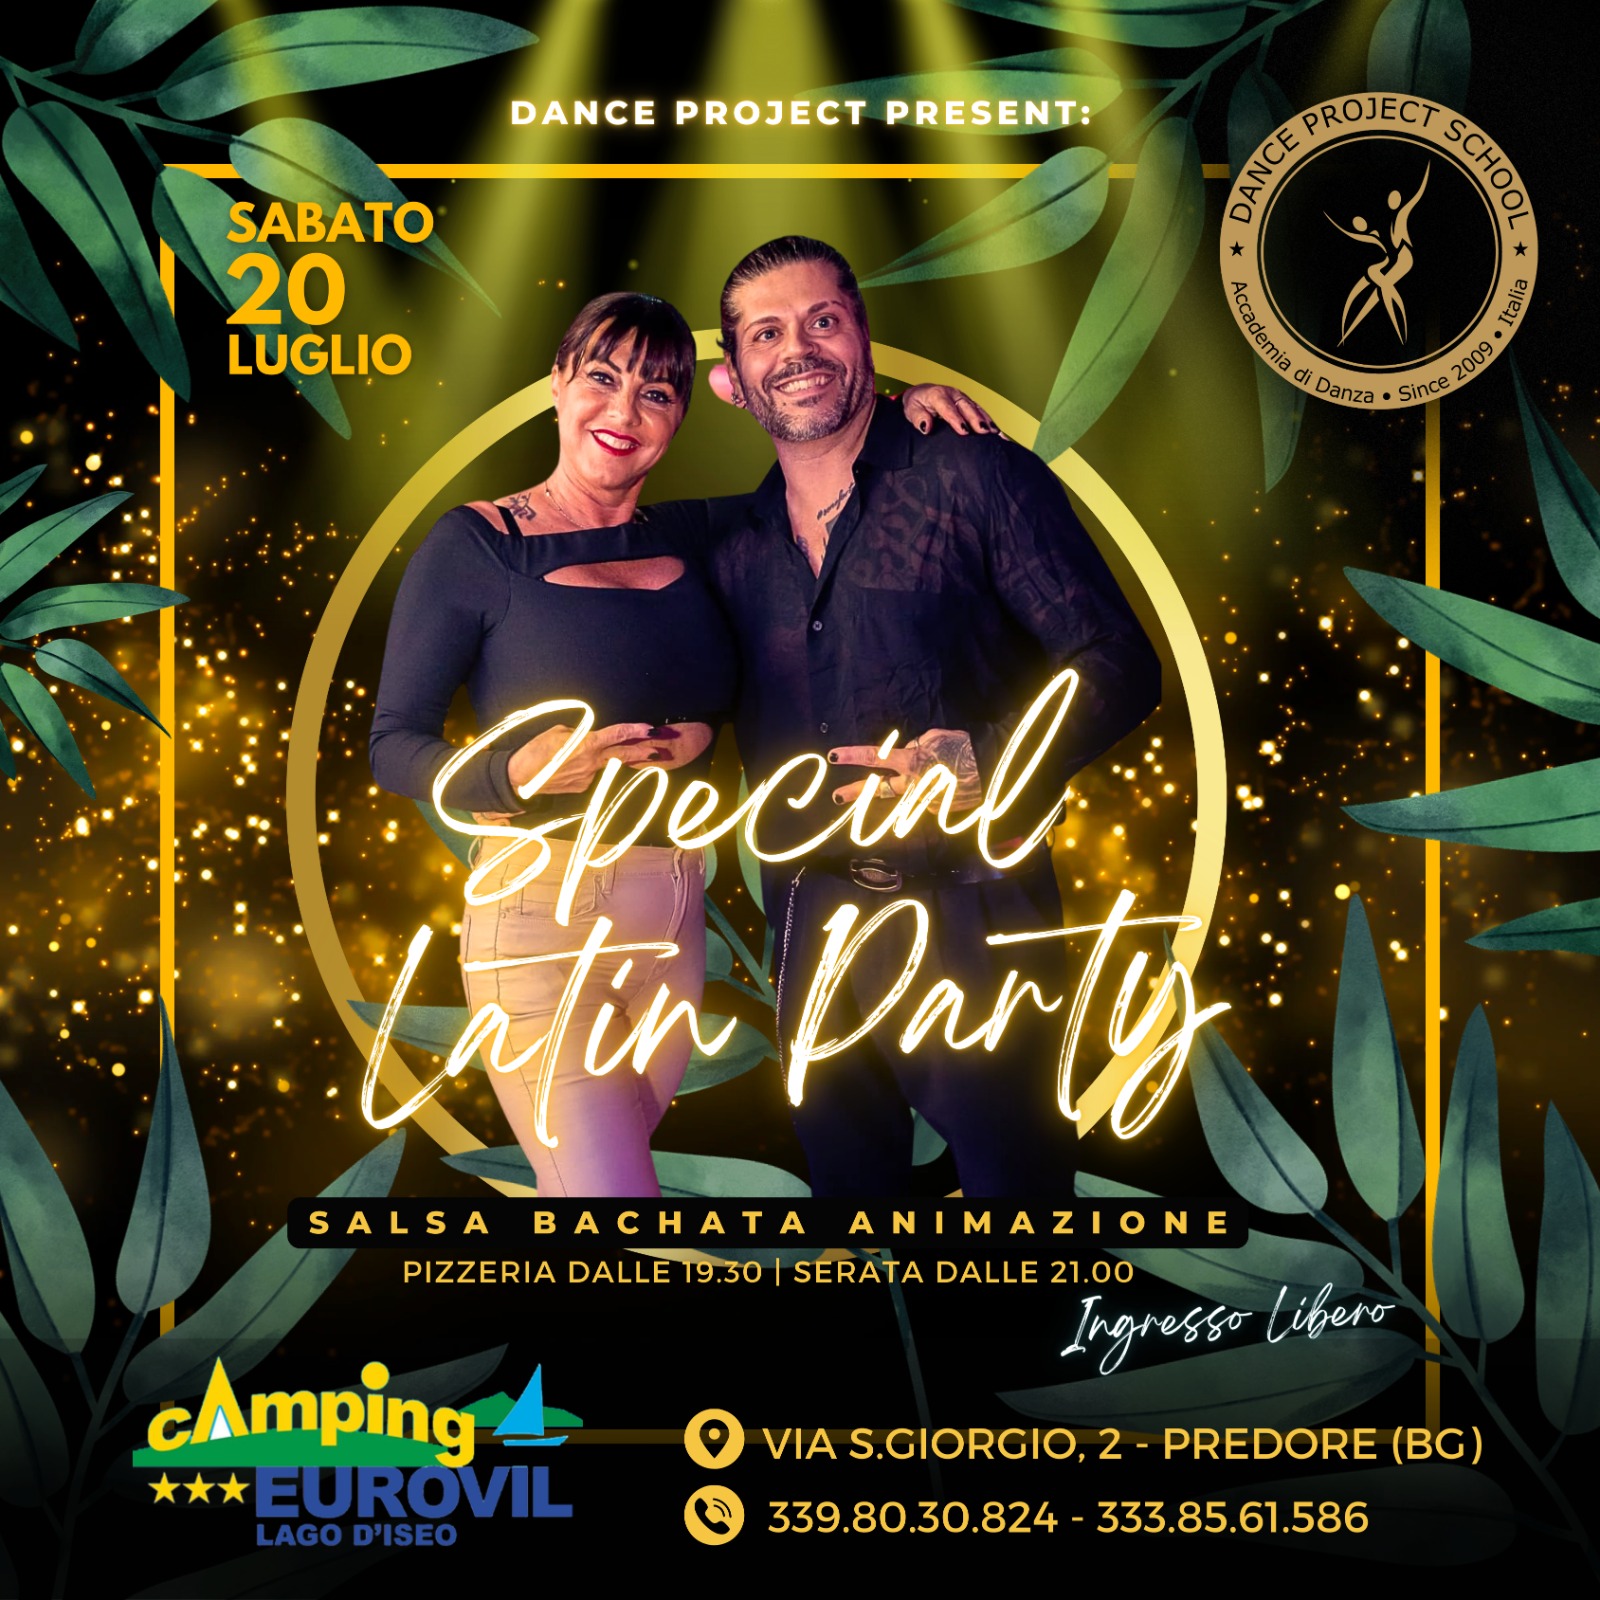 DANCE PROJECT PRESENT:
DANCE PROJECT SCHOOL
Accademia di Danza • Since 2009 • Italia
SABATO
20
LUGLIO
Special
Latin Party
SALSA BACHATA ANIMAZIONE
PIZZERIA DALLE 19.30 | SERATA DALLE 21.00
Ingresso Libero
cAmping
EUROVIL
LAGO D'ISEO
VIA S.GIORGIO, 2 - PREDORE (BG)
339.80.30.824 - 333.85.61.586